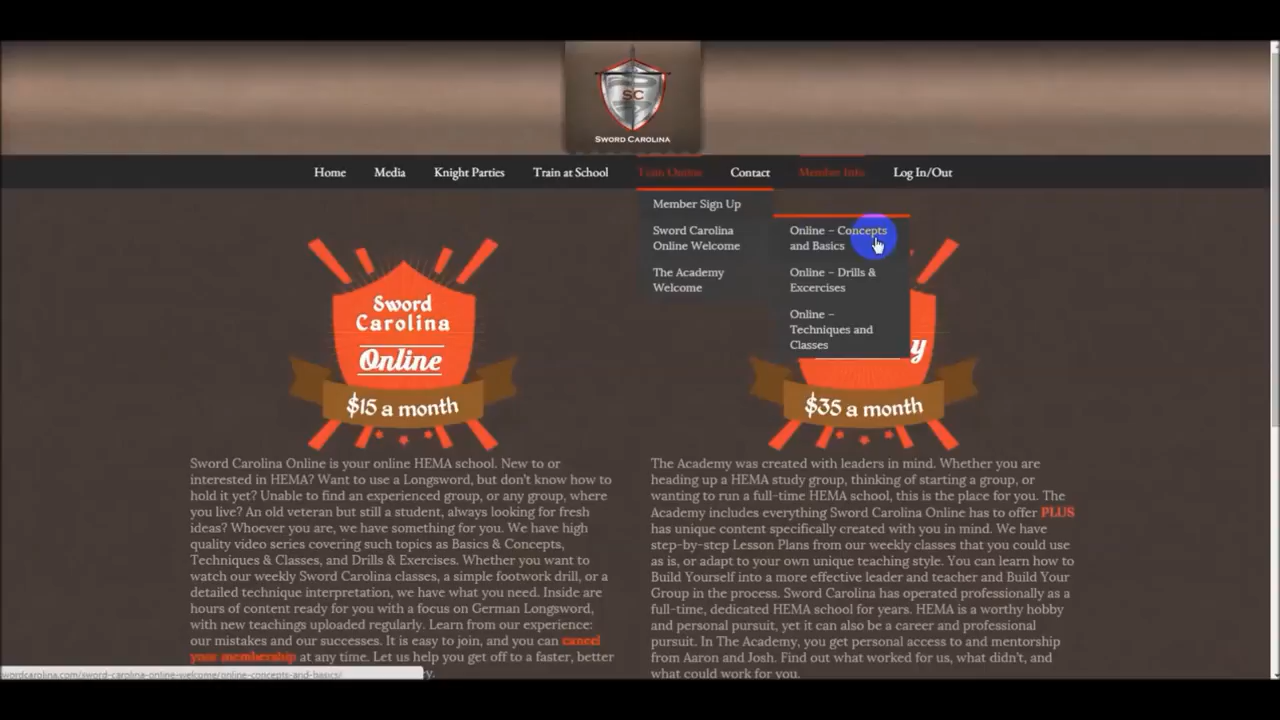 SC
SWORD CAROLINA
Home Media Knight Parties Train at School Train Online Contact Member Info Log In/Out
Member Sign Up
Sword Carolina
Online Welcome
The Academy
Welcome
Online – Concepts
and Basics
Online – Drills &
Excercises
Online –
Techniques and
Classes
Sword
Carolina
Online
$15 a month
y
$35 a month
Sword Carolina Online is your online HEMA school. New to or
interested in HEMA? Want to use a Longsword, but don't know how to
hold it yet? Unable to find an experienced group, or any group, where
you live? An old veteran but still a student, always looking for fresh
ideas? Whoever you are, we have something for you. We have high
quality video series covering such topics as Basics & Concepts,
Techniques & Classes, and Drills & Excercises. Whether you want to
watch our weekly Sword Carolina classes, a simple footwork drill, or a
detailed technique interpretation, we have what you need. Inside are
hours of content ready for you with a focus on German Longsword,
with new teachings uploaded regularly. Learn from our experience:
our mistakes and our successes. It is easy to join, and you can cancel
your membership at any time. Let us help you get off to a faster, better
ey.
The Academy was created with leaders in mind. Whether you are
heading up a HEMA study group, thinking of starting a group, or
wanting to run a full-time HEMA school, this is the place for you. The
Academy includes everything Sword Carolina Online has to offer PLUS
has unique content specifically created with you in mind. We have
step-by-step Lesson Plans from our weekly classes that you could use
as is, or adapt to your own unique teaching style. You can learn how to
Build Yourself into a more effective leader and teacher and Build Your
Group in the process. Sword Carolina has operated professionally as a
full-time, dedicated HEMA school for years. HEMA is a worthy hobby
and personal pursuit, yet it can also be a career and professional
pursuit. In The Academy, you get personal access to and mentorship
from Aaron and Josh. Find out what worked for us, what didn't, and
what could work for you.
swordcarolina.com/sword-carolina-online-welcome/online-concepts-and-basics/